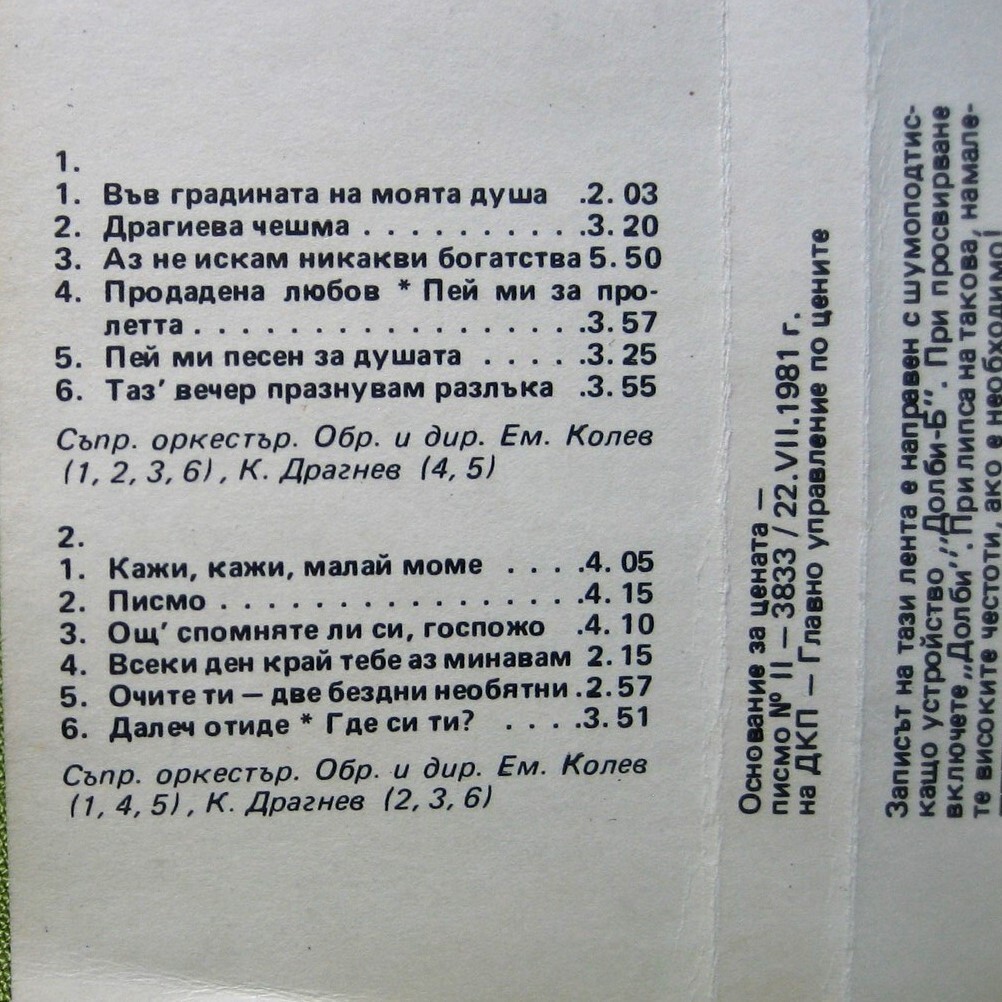 1.
1. Във градината на моята душа .2. 03
2. Драгиева чешма . . . . . . . . . . .3. 20
3. Аз не искам никакви богатства 5. 50
4. Продадена любов * Пей ми за про-
летта . . . . . . . . . . . . . . . . . .3. 57
5. Пей ми песен за душата . . . . .3. 25
6. Таз' вечер празнувам разлъка .3. 55
Съпр. оркестър. Обр. и дир. Ем. Колев
(1, 2, 3, 6), К. Драгнев (4, 5)
2.
1. Кажи, кажи, малай моме . . . .4. 05
2. Писмо . . . . . . . . . . . . . . . . .4. 15
3. Ощ' спомняте ли си, госпожо .4. 10
4. Всеки ден край тебе аз минавам 2. 15
5. Очите ти — две бездни необятни .2. 57
6. Далеч отиде * Где си ти? . . . .3. 51
Съпр. оркестър. Обр. и дир. Ем. Колев
(1, 4, 5), К. Драгнев (2, 3, 6)
Основание за цената —
писмо № II — 3833 / 22.VII.1981 г.
на ДКП — Главно управление по цените
Записът на тази лента е направен с шумоподтис-
кащо устройство „Долби-Б". При просвирване
включете „Долби". При липса на такова, намале-
те високите честоти, ако е необходимо!